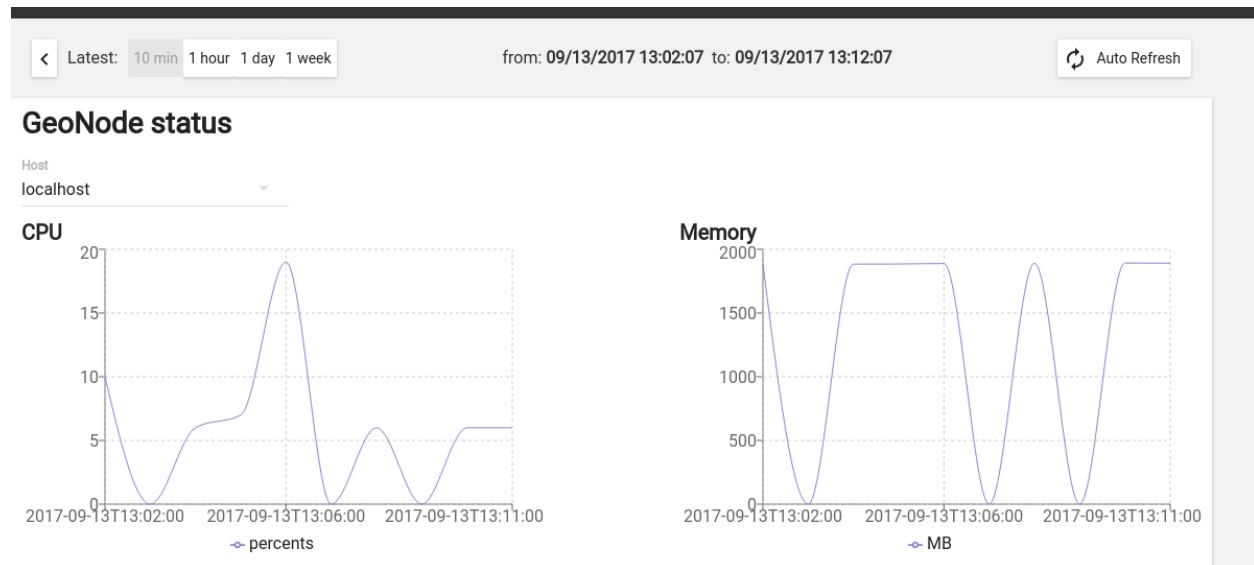 Latest: 10 min 1 hour 1 day 1 week from: 09/13/2017 13:02:07 to: 09/13/2017 13:12:07 Auto Refresh
GeoNode status
Host
localhost
CPU
20
15
10
5
0
2017-09-13T13:02:00 2017-09-13T13:06:00 2017-09-13T13:11:00
percents
Memory
2000
1500
1000
500
0
2017-09-13T13:02:00 2017-09-13T13:06:00 2017-09-13T13:11:00
MB